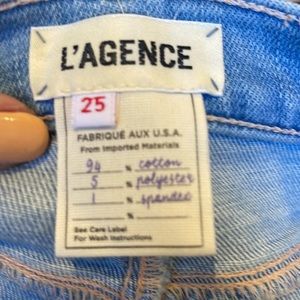 L'AGENCE
25
FABRIQUÉ AUX U.S.A.
From Imported Materials
94 % cotton
5 % polyester
1 % spandex
%
See Care Label
For Wash Instructions